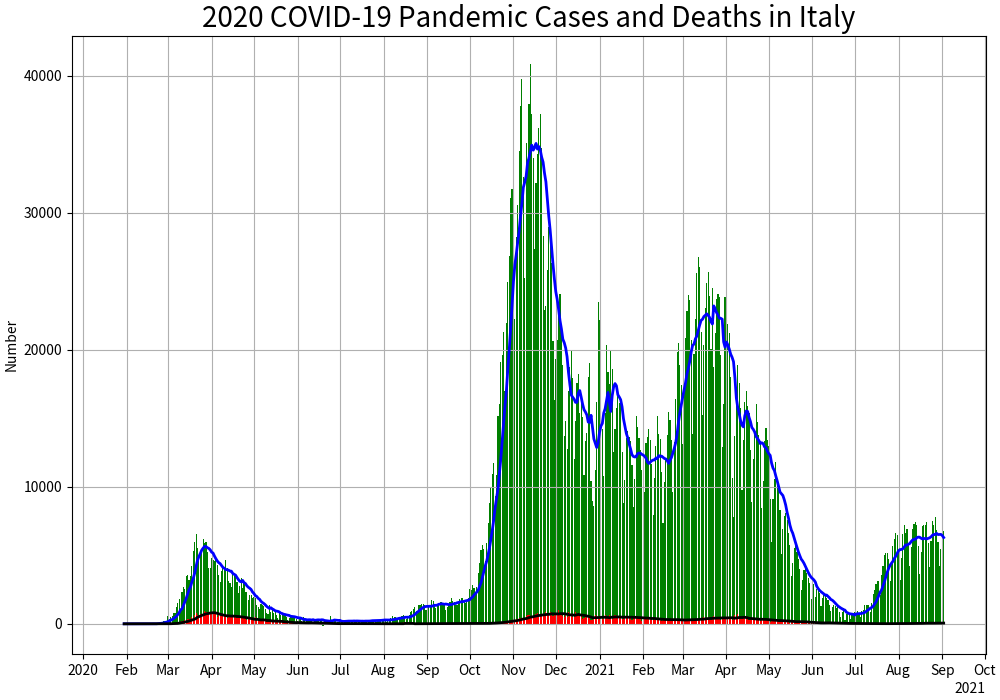 2020 COVID-19 Pandemic Cases and Deaths in Italy
Number
40000
30000
20000
10000
0
2020 Feb Mar Apr May Jun Jul Aug Sep Oct Nov Dec 2021 Feb Mar Apr May Jun Jul Aug Sep Oct
2021